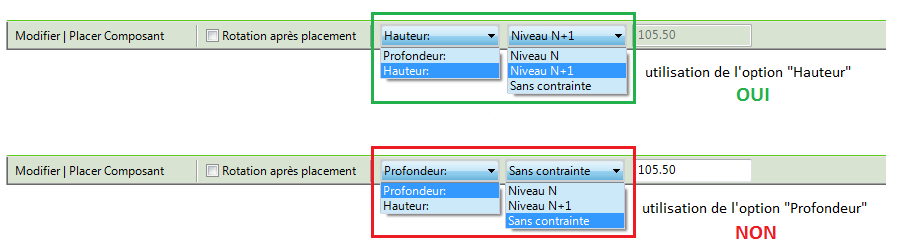 Modifier | Placer Composant Rotation après placement Hauteur: Niveau N+1 105.50
Profondeur: Niveau N
Hauteur: Niveau N+1 utilisation de l'option "Hauteur"
Sans contrainte OUI
Modifier | Placer Composant Rotation après placement Profondeur: Sans contrainte 105.50
Profondeur: Niveau N
Hauteur: Niveau N+1 utilisation de l'option "Profondeur"
Sans contrainte NON